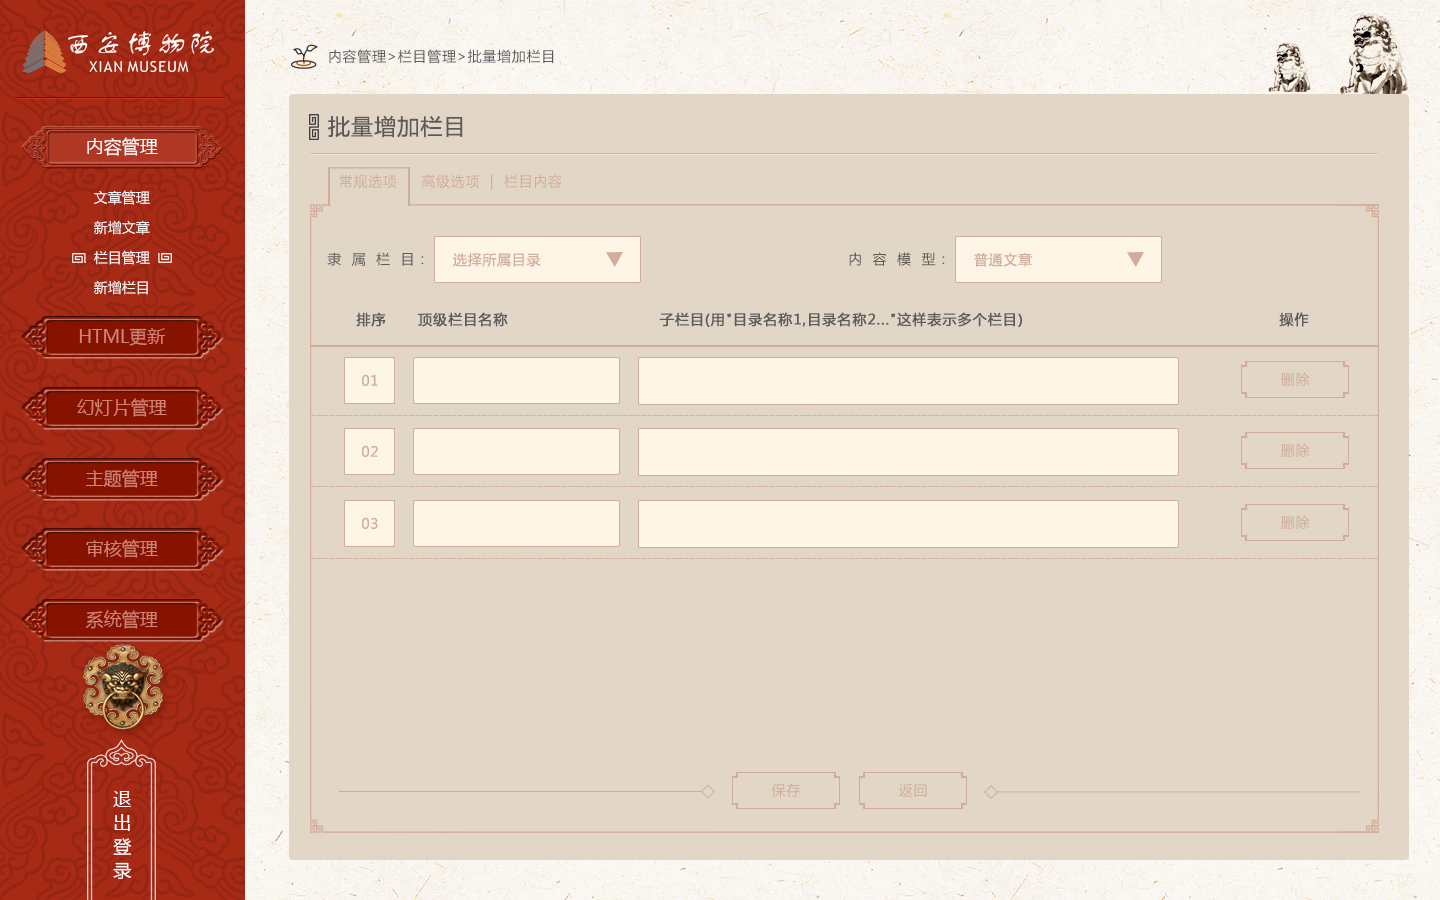 西安博物院
XIAN MUSEUM
内容管理
文章管理
新增文章
栏目管理
新增栏目
HTML更新
幻灯片管理
主题管理
审核管理
系统管理
退出登录
内容管理>栏目管理>批量增加栏目
批量增加栏目
常规选项 高级选项 | 栏目内容
隶属栏目: 选择所属目录 内容模型: 普通文章
排序 顶级栏目名称 子栏目(用"目录名称1,目录名称2..."这样表示多个栏目) 操作
01 删除
02 删除
03 删除
保存 返回